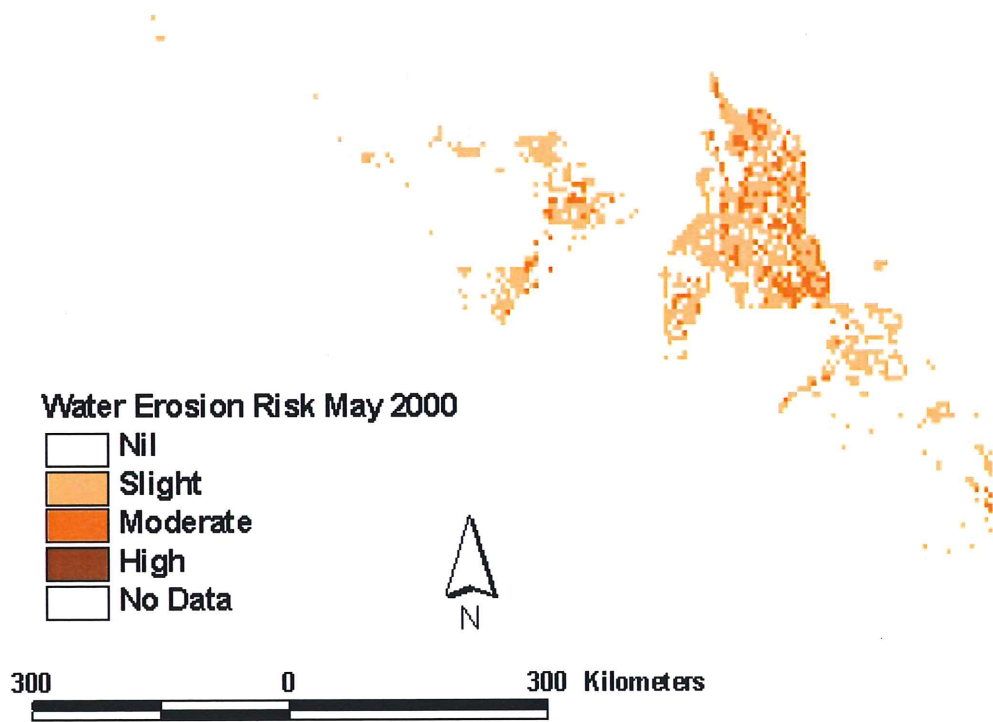 Water Erosion Risk May 2000
Nil
Slight
Moderate
High
No Data
N
300 0 300 Kilometers